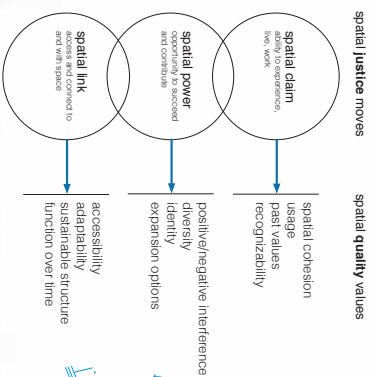 spatial justice moves
spatial claim
ability to experience,
live, work
spatial power
opportunity to succeed
and contribute
spatial link
access and connect to
and with space
spatial quality values
spatial cohesion
usage
past values
recognizability
positive/negative interference
diversity
identity
expansion options
accessibility
adaptability
sustainable structure
function over time